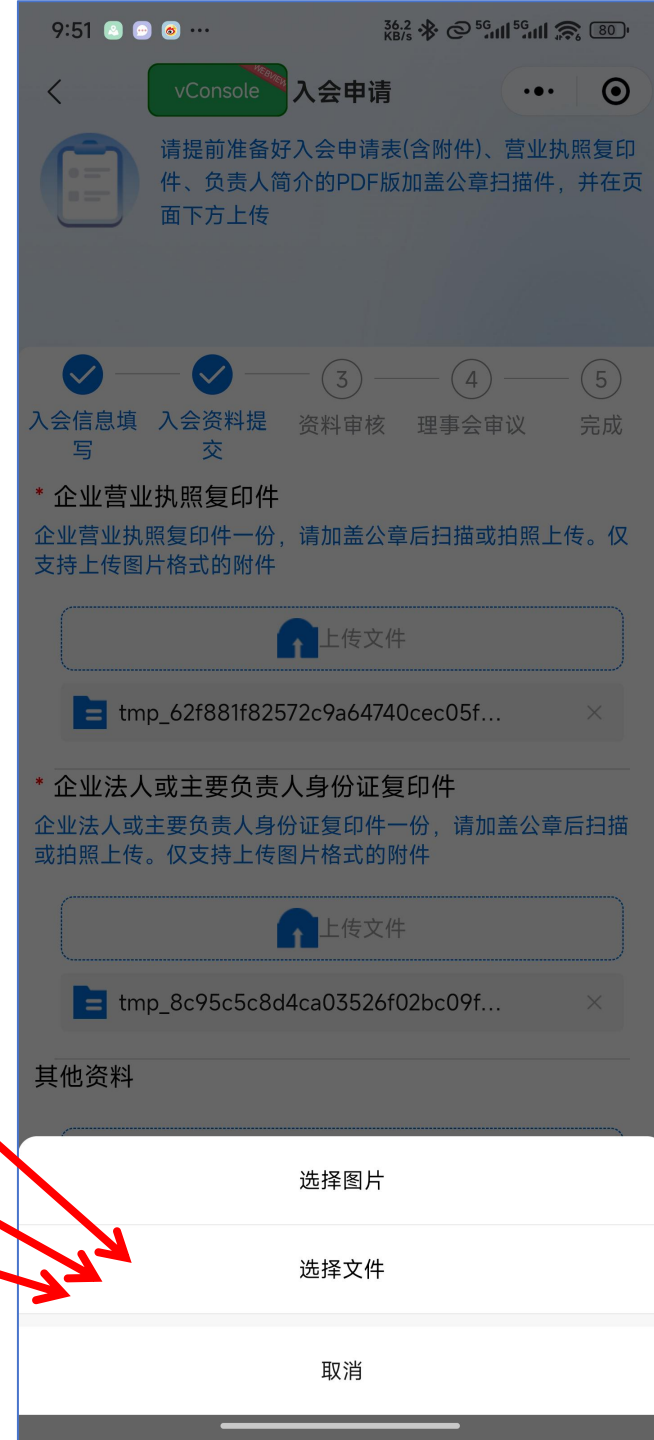 9:51 ··· 36.2 KB/s 5G 5G 6 80
vConsole WEBVIEW 入会申请
请提前准备好入会申请表(含附件)、营业执照复印
件、负责人简介的PDF版加盖公章扫描件，并在页
面下方上传
3 4 5
入会信息填 入会资料提 资料审核 理事会审议 完成
写 交
* 企业营业执照复印件
企业营业执照复印件一份，请加盖公章后扫描或拍照上传。仅
支持上传图片格式的附件
上传文件
tmp_62f881f82572c9a64740cec05f... ×
* 企业法人或主要负责人身份证复印件
企业法人或主要负责人身份证复印件一份，请加盖公章后扫描
或拍照上传。仅支持上传图片格式的附件
上传文件
tmp_8c95c5c8d4ca03526f02bc09f... ×
其他资料
选择图片
选择文件
取消